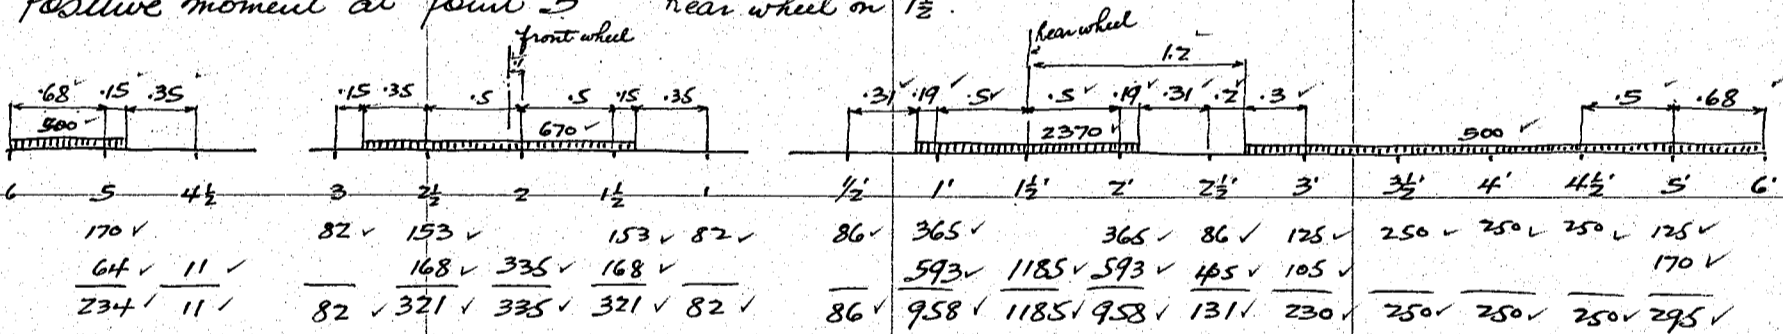 Positive moment at point 5 Rear wheel on 1½.
front wheel Rear wheel
1.2 ✓
.68 ✓ .15 ✓ .35 ✓ .15 .35 .5 .5 .15 .35 .31 ✓ .19 ✓ .5 ✓ .5 ✓ .19 ✓ .31 ✓ .2 ✓ .3 ✓ .5 ✓ .68 ✓
500 ✓ 670 ✓ 2370 ✓ 500 ✓
6 5 4½ 3 2½ 2 1½ 1 ½' 1' 1½' 2' 2½' 3' 3½' 4' 4½' 5' 6'
170 ✓ 82 ✓ 153 ✓ 153 ✓ 82 ✓ 86 ✓ 365 ✓ 365 ✓ 86 ✓ 125 ✓ 250 ✓ 250 ✓ 250 ✓ 125 ✓
64 ✓ 11 ✓ 168 ✓ 335 ✓ 168 ✓ 593 ✓ 1185 ✓ 593 ✓ 45 ✓ 105 ✓ 170 ✓
234 ✓ 11 ✓ 82 ✓ 321 ✓ 335 ✓ 321 ✓ 82 ✓ 86 ✓ 958 ✓ 1185 ✓ 958 ✓ 131 ✓ 230 ✓ 250 ✓ 250 ✓ 250 ✓ 295 ✓